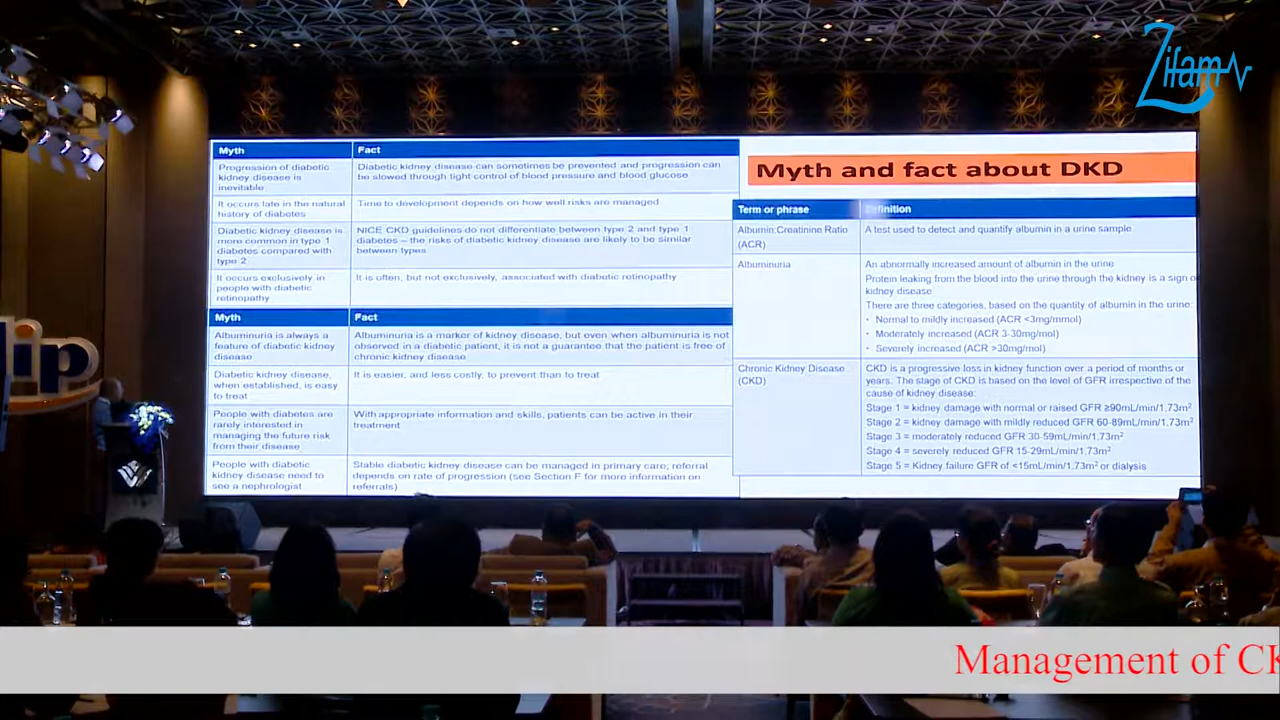 Zifam
Myth Fact
Progression of diabetic
kidney disease is
inevitable
Diabetic kidney disease can sometimes be prevented and progression can
be slowed through tight control of blood pressure and blood glucose
It occurs late in the natural
history of diabetes
Time to development depends on how well risks are managed
Diabetic kidney disease is
more common in type 1
diabetes compared with
type 2
NICE CKD guidelines do not differentiate between type 2 and type 1
diabetes – the risks of diabetic kidney disease are likely to be similar
between types
It occurs exclusively in
people with diabetic
retinopathy
It is often, but not exclusively, associated with diabetic retinopathy
Myth Fact
Albuminuria is always a
feature of diabetic kidney
disease
Albuminuria is a marker of kidney disease, but even when albuminuria is not
observed in a diabetic patient, it is not a guarantee that the patient is free of
chronic kidney disease
Diabetic kidney disease,
when established, is easy
to treat
It is easier, and less costly, to prevent than to treat
People with diabetes are
rarely interested in
managing the future risk
from their disease
With appropriate information and skills, patients can be active in their
treatment
People with diabetic
kidney disease need to
see a nephrologist
Stable diabetic kidney disease can be managed in primary care; referral
depends on rate of progression (see Section F for more information on
referrals)
Myth and fact about DKD
Term or phrase Definition
Albumin:Creatinine Ratio
(ACR)
A test used to detect and quantify albumin in a urine sample
Albuminuria
An abnormally increased amount of albumin in the urine
Protein leaking from the blood into the urine through the kidney is a sign of
kidney disease
There are three categories, based on the quantity of albumin in the urine:
• Normal to mildly increased (ACR <3mg/mmol)
• Moderately increased (ACR 3-30mg/mol)
• Severely increased (ACR >30mg/mol)
Chronic Kidney Disease
(CKD)
CKD is a progressive loss in kidney function over a period of months or
years. The stage of CKD is based on the level of GFR irrespective of the
cause of kidney disease:
Stage 1 = kidney damage with normal or raised GFR ≥90mL/min/1,73m²
Stage 2 = kidney damage with mildly reduced GFR 60-89mL/min/1,73m²
Stage 3 = moderately reduced GFR 30-59mL/min/1,73m²
Stage 4 = severely reduced GFR 15-29mL/min/1,73m²
Stage 5 = Kidney failure GFR of <15mL/min/1,73m² or dialysis
lip
Management of CK